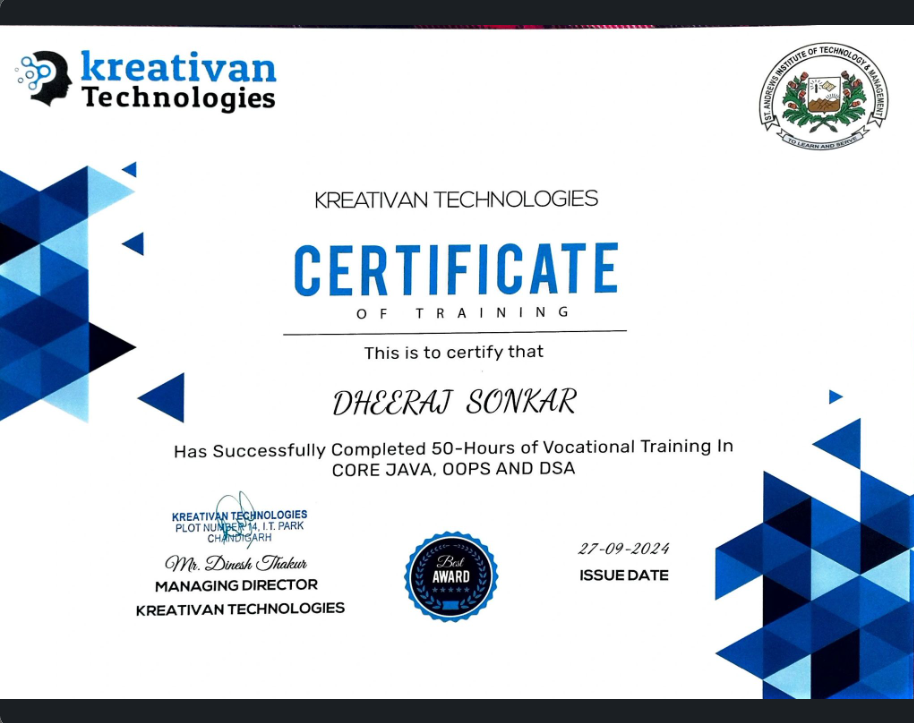 kreativan
Technologies
ST. ANDREWS INSTITUTE OF TECHNOLOGY & MANAGEMENT
TO LEARN AND SERVE
KREATIVAN TECHNOLOGIES
CERTIFICATE
OF TRAINING
This is to certify that
DHEERAJ SONKAR
Has Successfully Completed 50-Hours of Vocational Training In
CORE JAVA, OOPS AND DSA
KREATIVAN TECHNOLOGIES
PLOT NUMBER 14, I.T. PARK
CHANDIGARH
Mr. Dinesh Thakur
MANAGING DIRECTOR
KREATIVAN TECHNOLOGIES
Best
AWARD
27-09-2024
ISSUE DATE